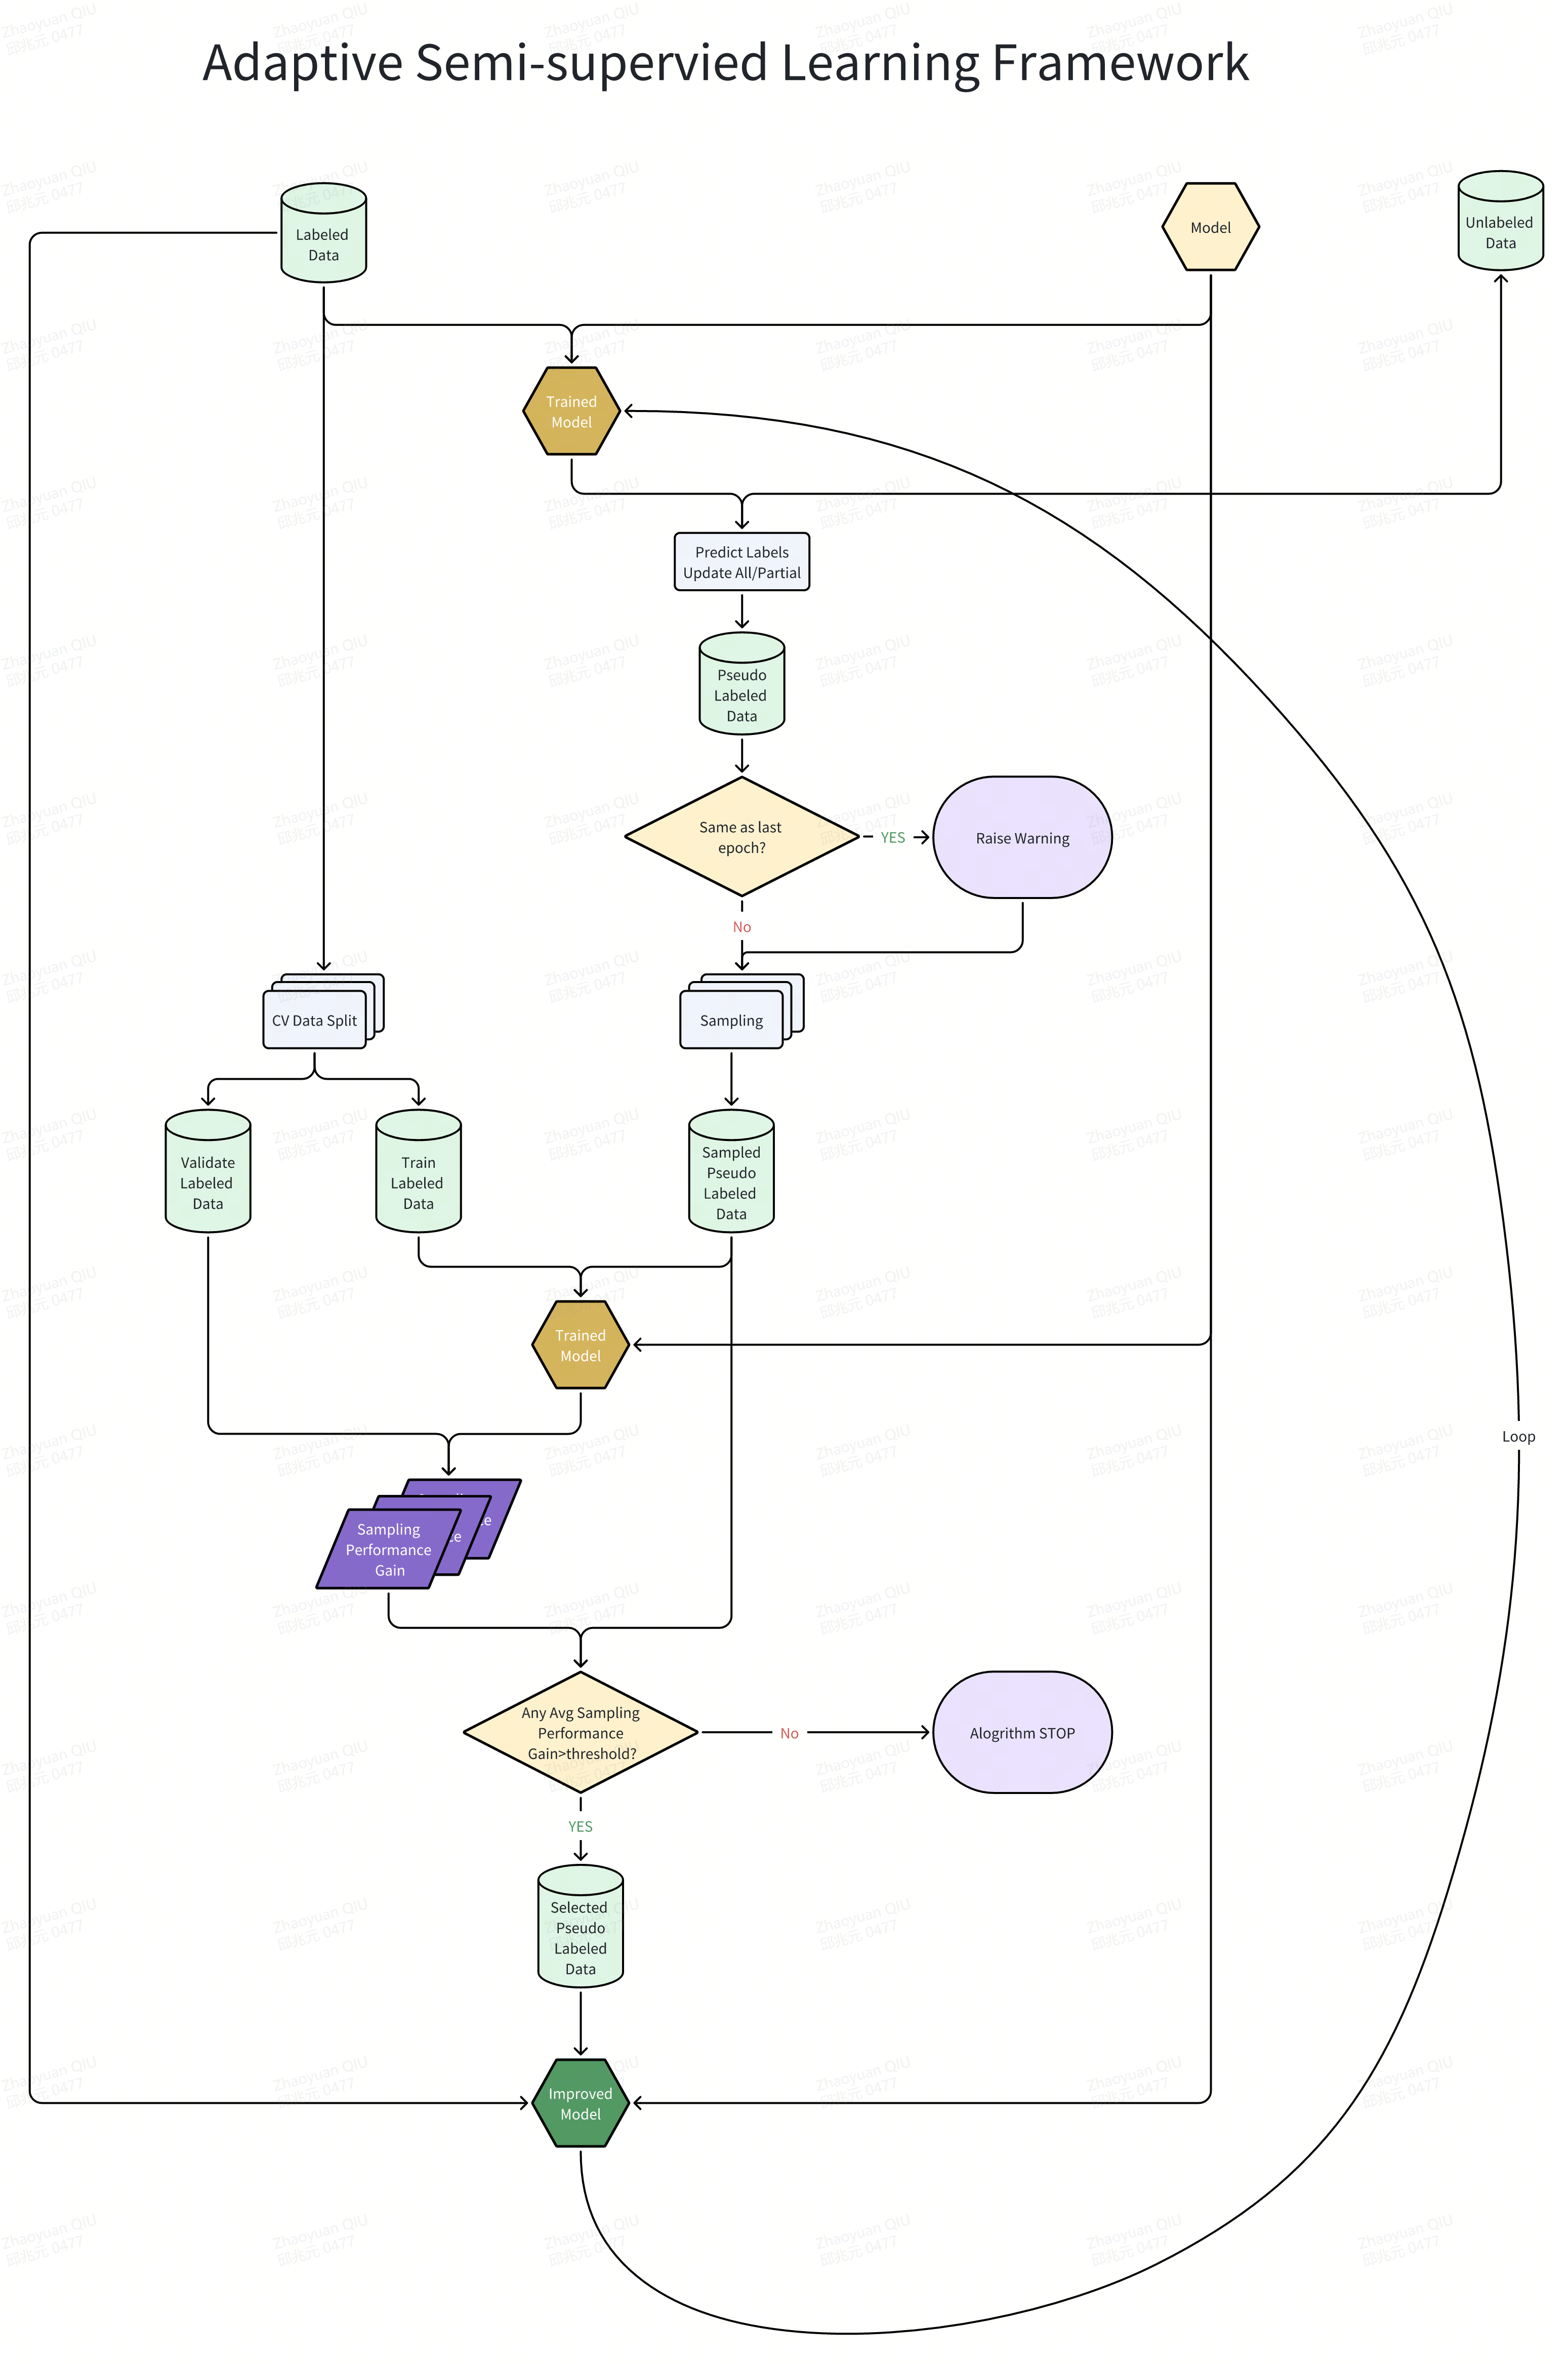 Adaptive Semi-supervied Learning Framework
Labeled
Data
Model
Unlabeled
Data
Trained
Model
Predict Labels
Update All/Partial
Pseudo
Labeled
Data
Same as last
epoch?
YES
Raise Warning
No
CV Data Split
Sampling
Validate
Labeled
Data
Train
Labeled
Data
Sampled
Pseudo
Labeled
Data
Trained
Model
Loop
Sampling
Performance
Gain
Any Avg Sampling
Performance
Gain>threshold?
No
Alogrithm STOP
YES
Selected
Pseudo
Labeled
Data
Improved
Model
Zhaoyuan QIU
邱兆元 0477